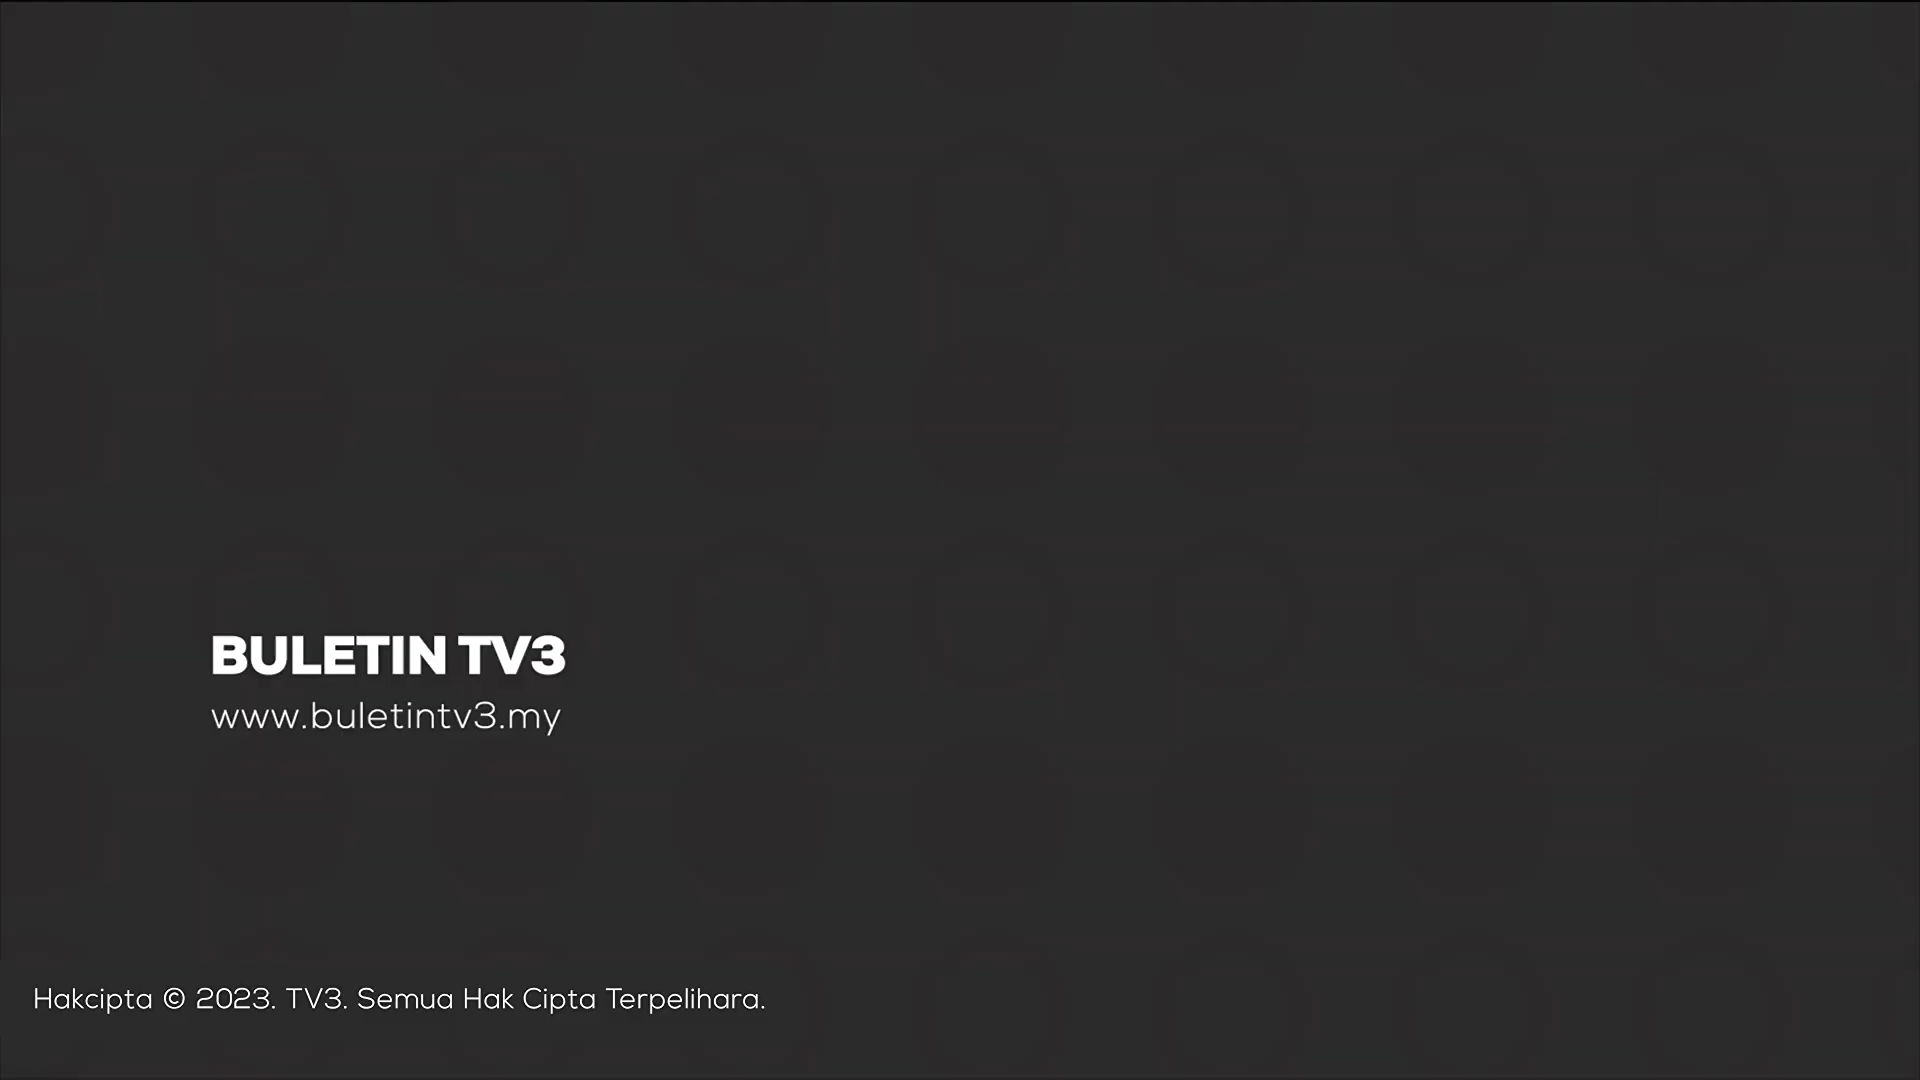 BULETIN TV3
www.buletintv3.my
Hakcipta © 2023. TV3. Semua Hak Cipta Terpelihara.